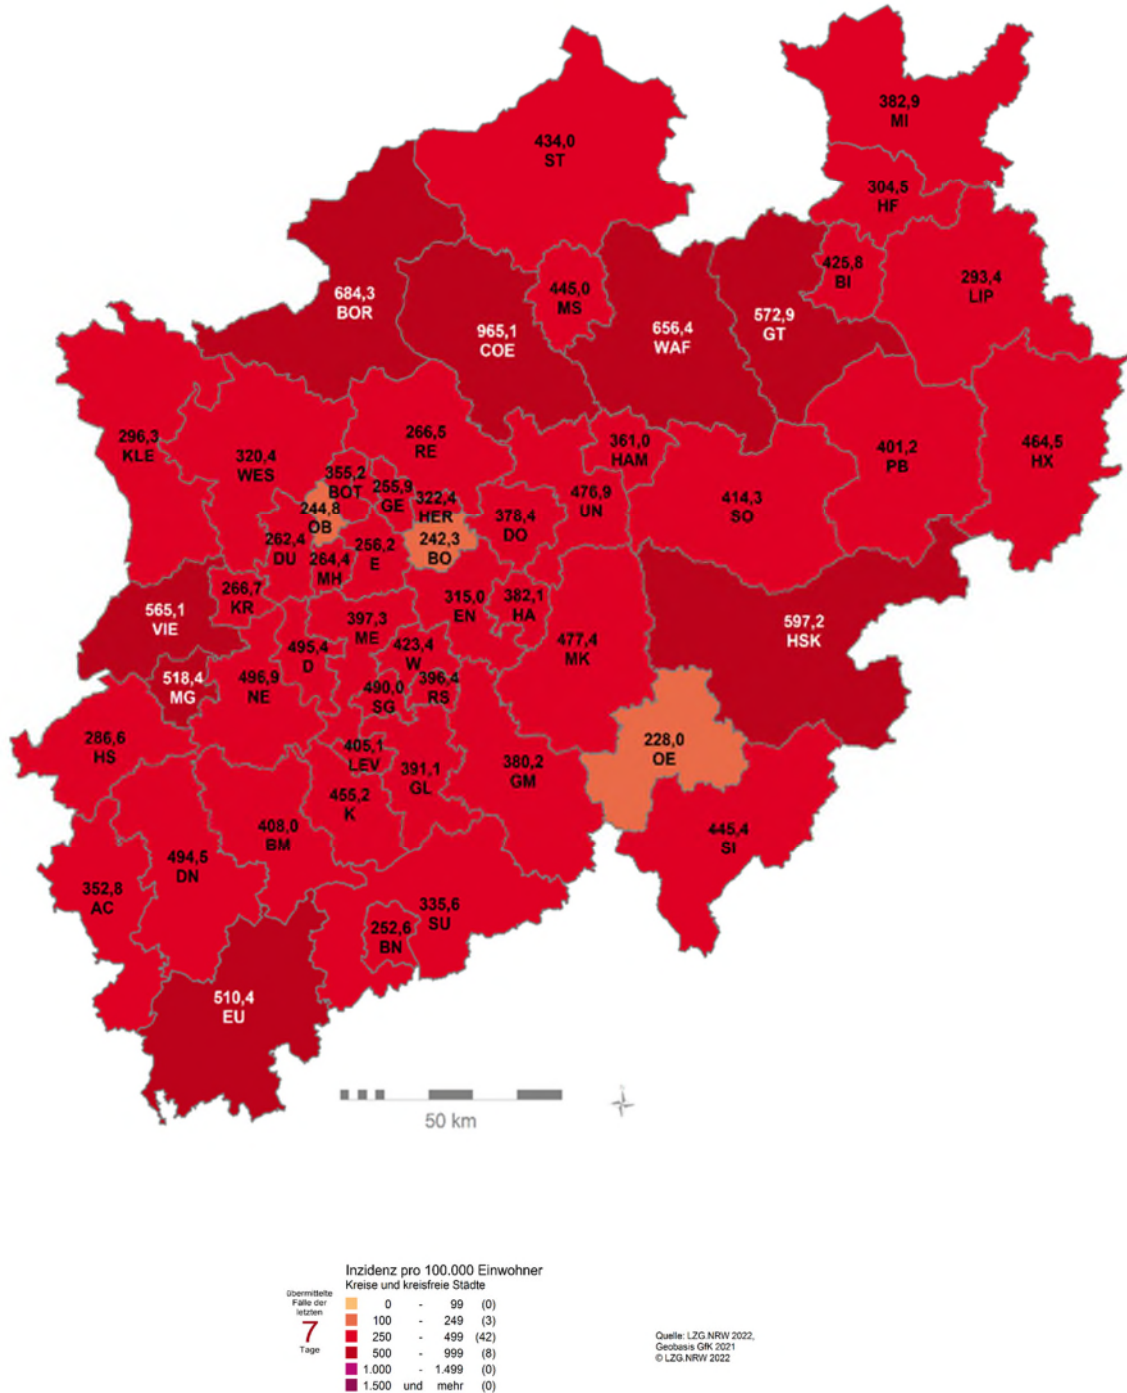 382,9
MI
434,0
ST
304,5
HF
425,8
BI
293,4
LIP
684,3
BOR
445,0
MS
572,9
GT
965,1
COE
656,4
WAF
296,3
KLE
266,5
RE
361,0
HAM
401,2
PB
464,5
HX
320,4
WES
355,2
BOT
255,9
GE
322,4
HER
476,9
UN
414,3
SO
244,8
OB
378,4
DO
262,4
DU
256,2
E
242,3
BO
264,4
MH
266,7
KR
315,0
EN
382,1
HA
565,1
VIE
397,3
ME
597,2
HSK
495,4
D
423,4
W
477,4
MK
518,4
MG
496,9
NE
490,0
SG
396,4
RS
286,6
HS
405,1
LEV
391,1
GL
380,2
GM
228,0
OE
455,2
K
408,0
BM
445,4
SI
494,5
DN
352,8
AC
335,6
SU
252,6
BN
510,4
EU
50 km
Inzidenz pro 100.000 Einwohner
Kreise und kreisfreie Städte
übermittelte
Fälle der
letzten
7
Tage
0 - 99 (0)
100 - 249 (3)
250 - 499 (42)
500 - 999 (8)
1.000 - 1.499 (0)
1.500 und mehr (0)
Quelle: LZG.NRW 2022,
Geobasis GfK 2021
© LZG.NRW 2022